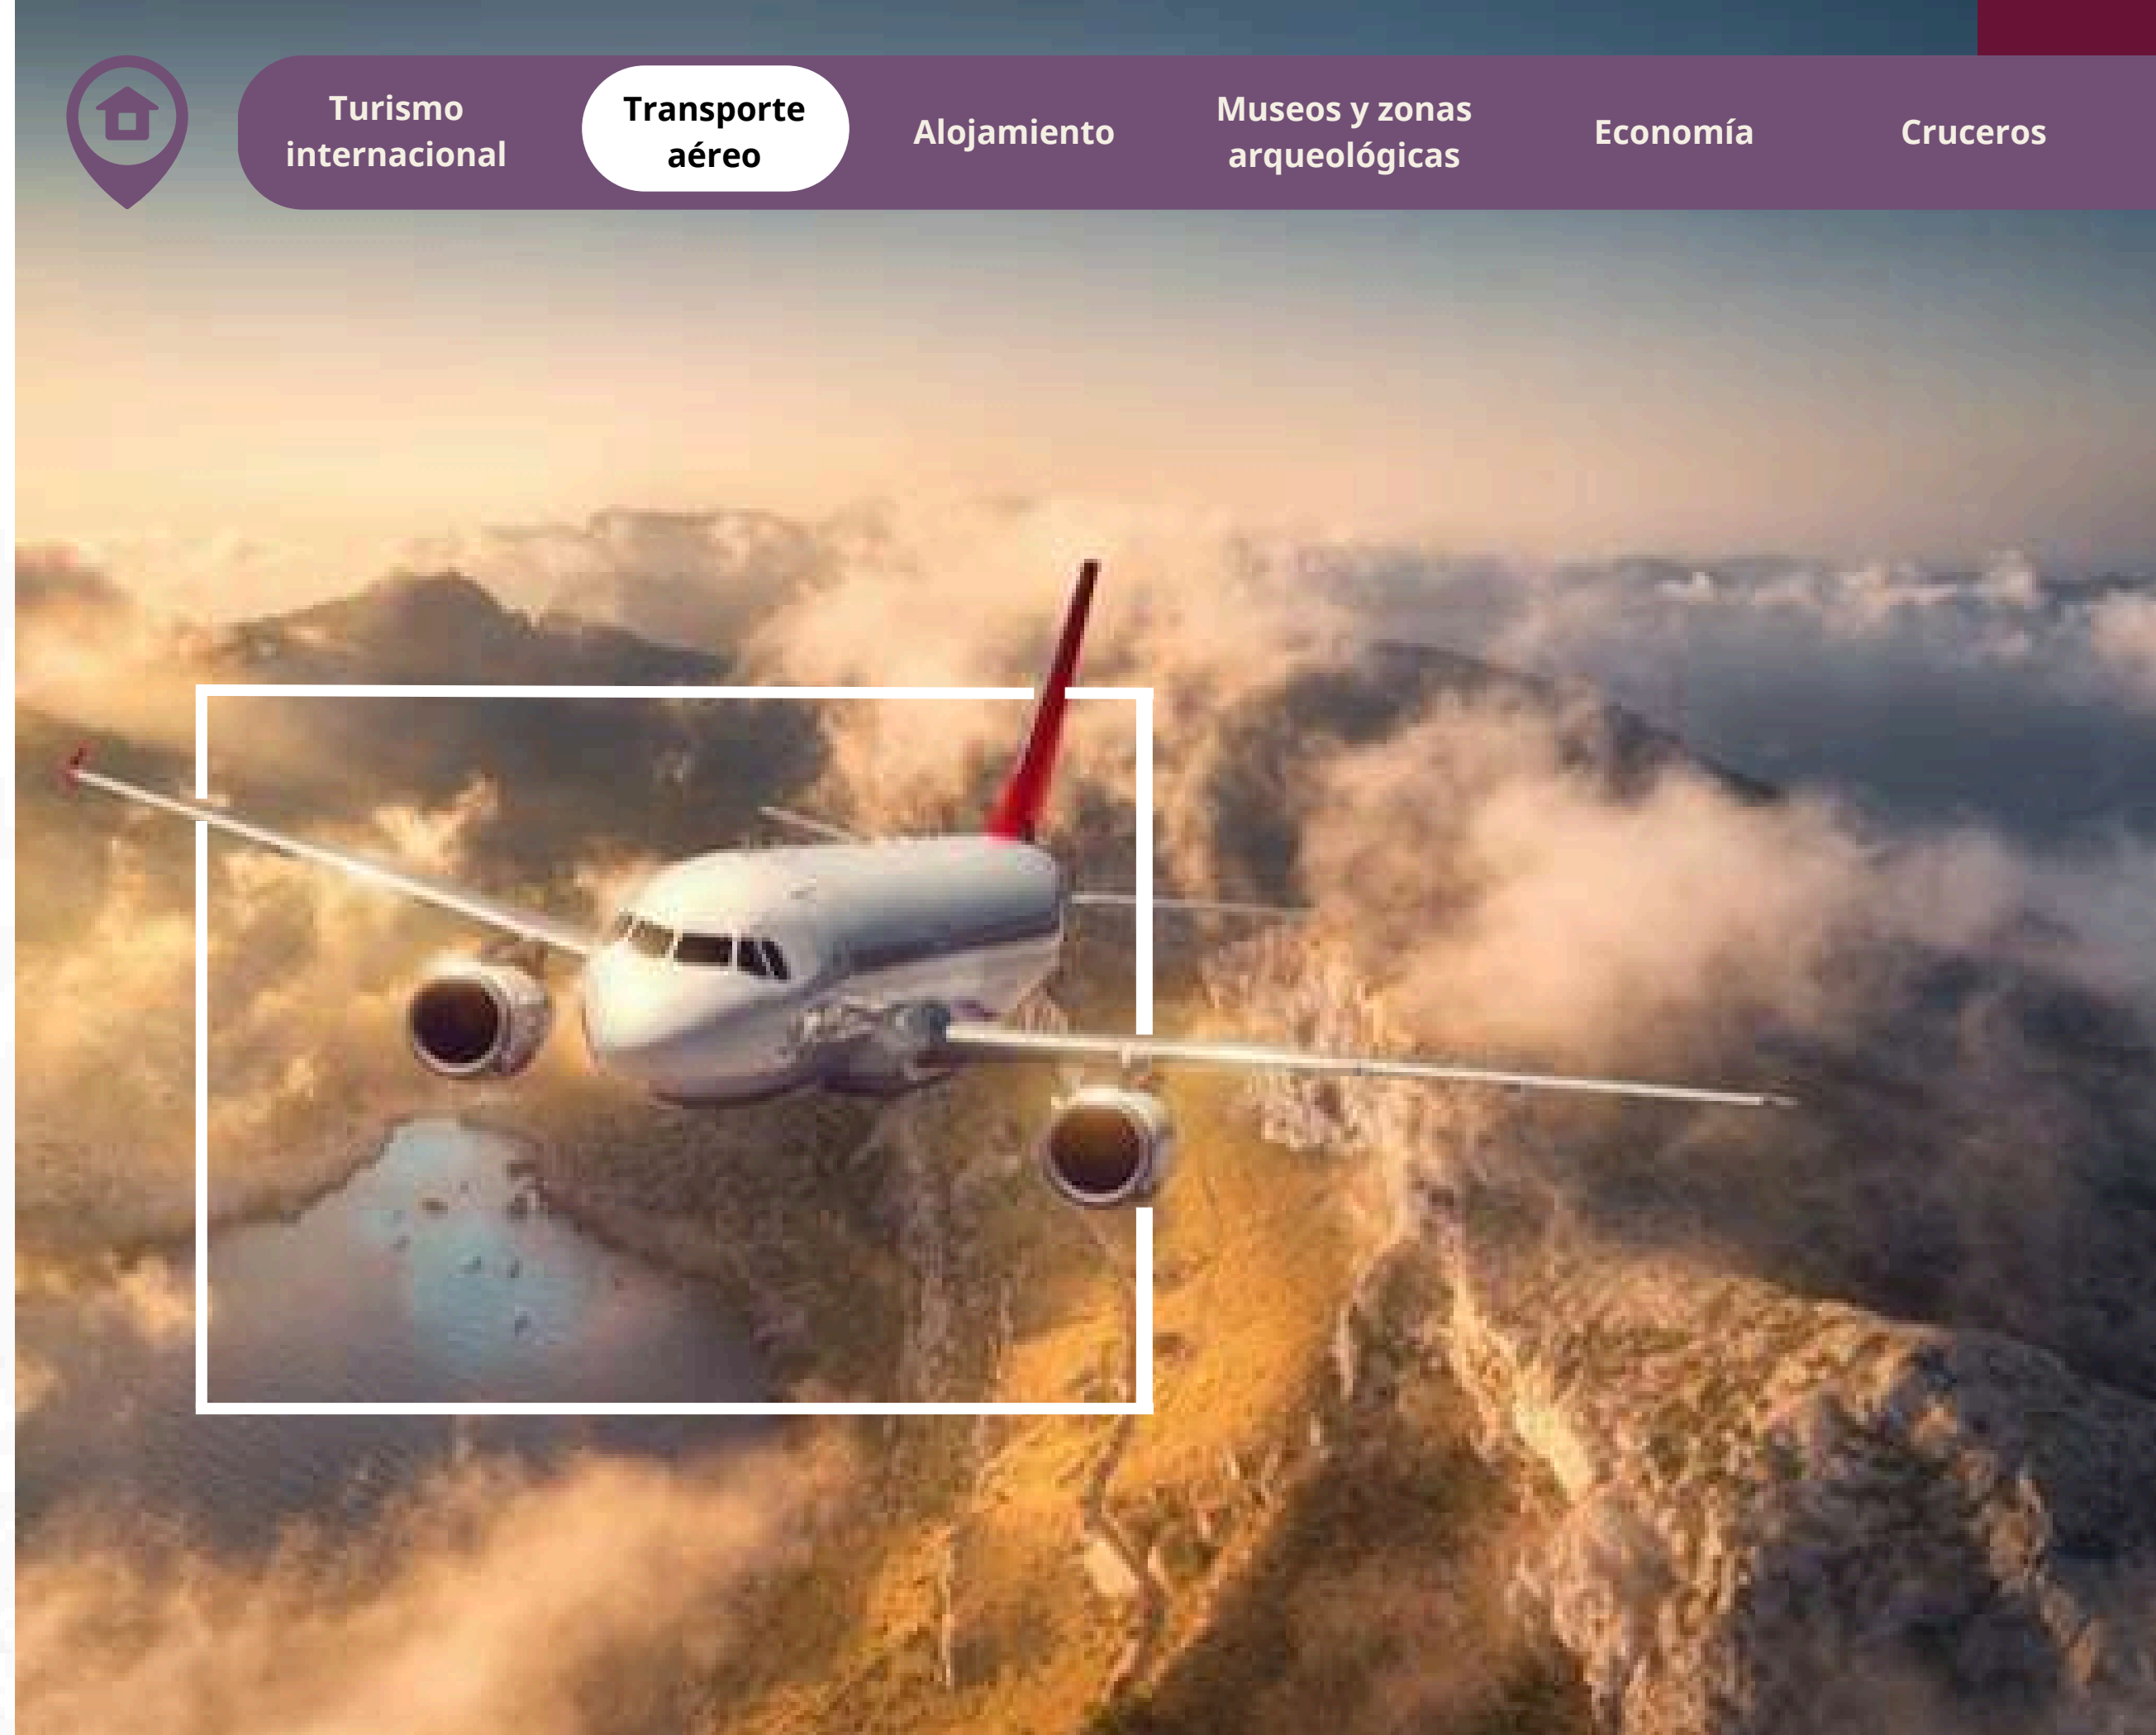 Turismo
internacional
Transporte
aéreo
Alojamiento
Museos y zonas
arqueológicas
Economía
Cruceros